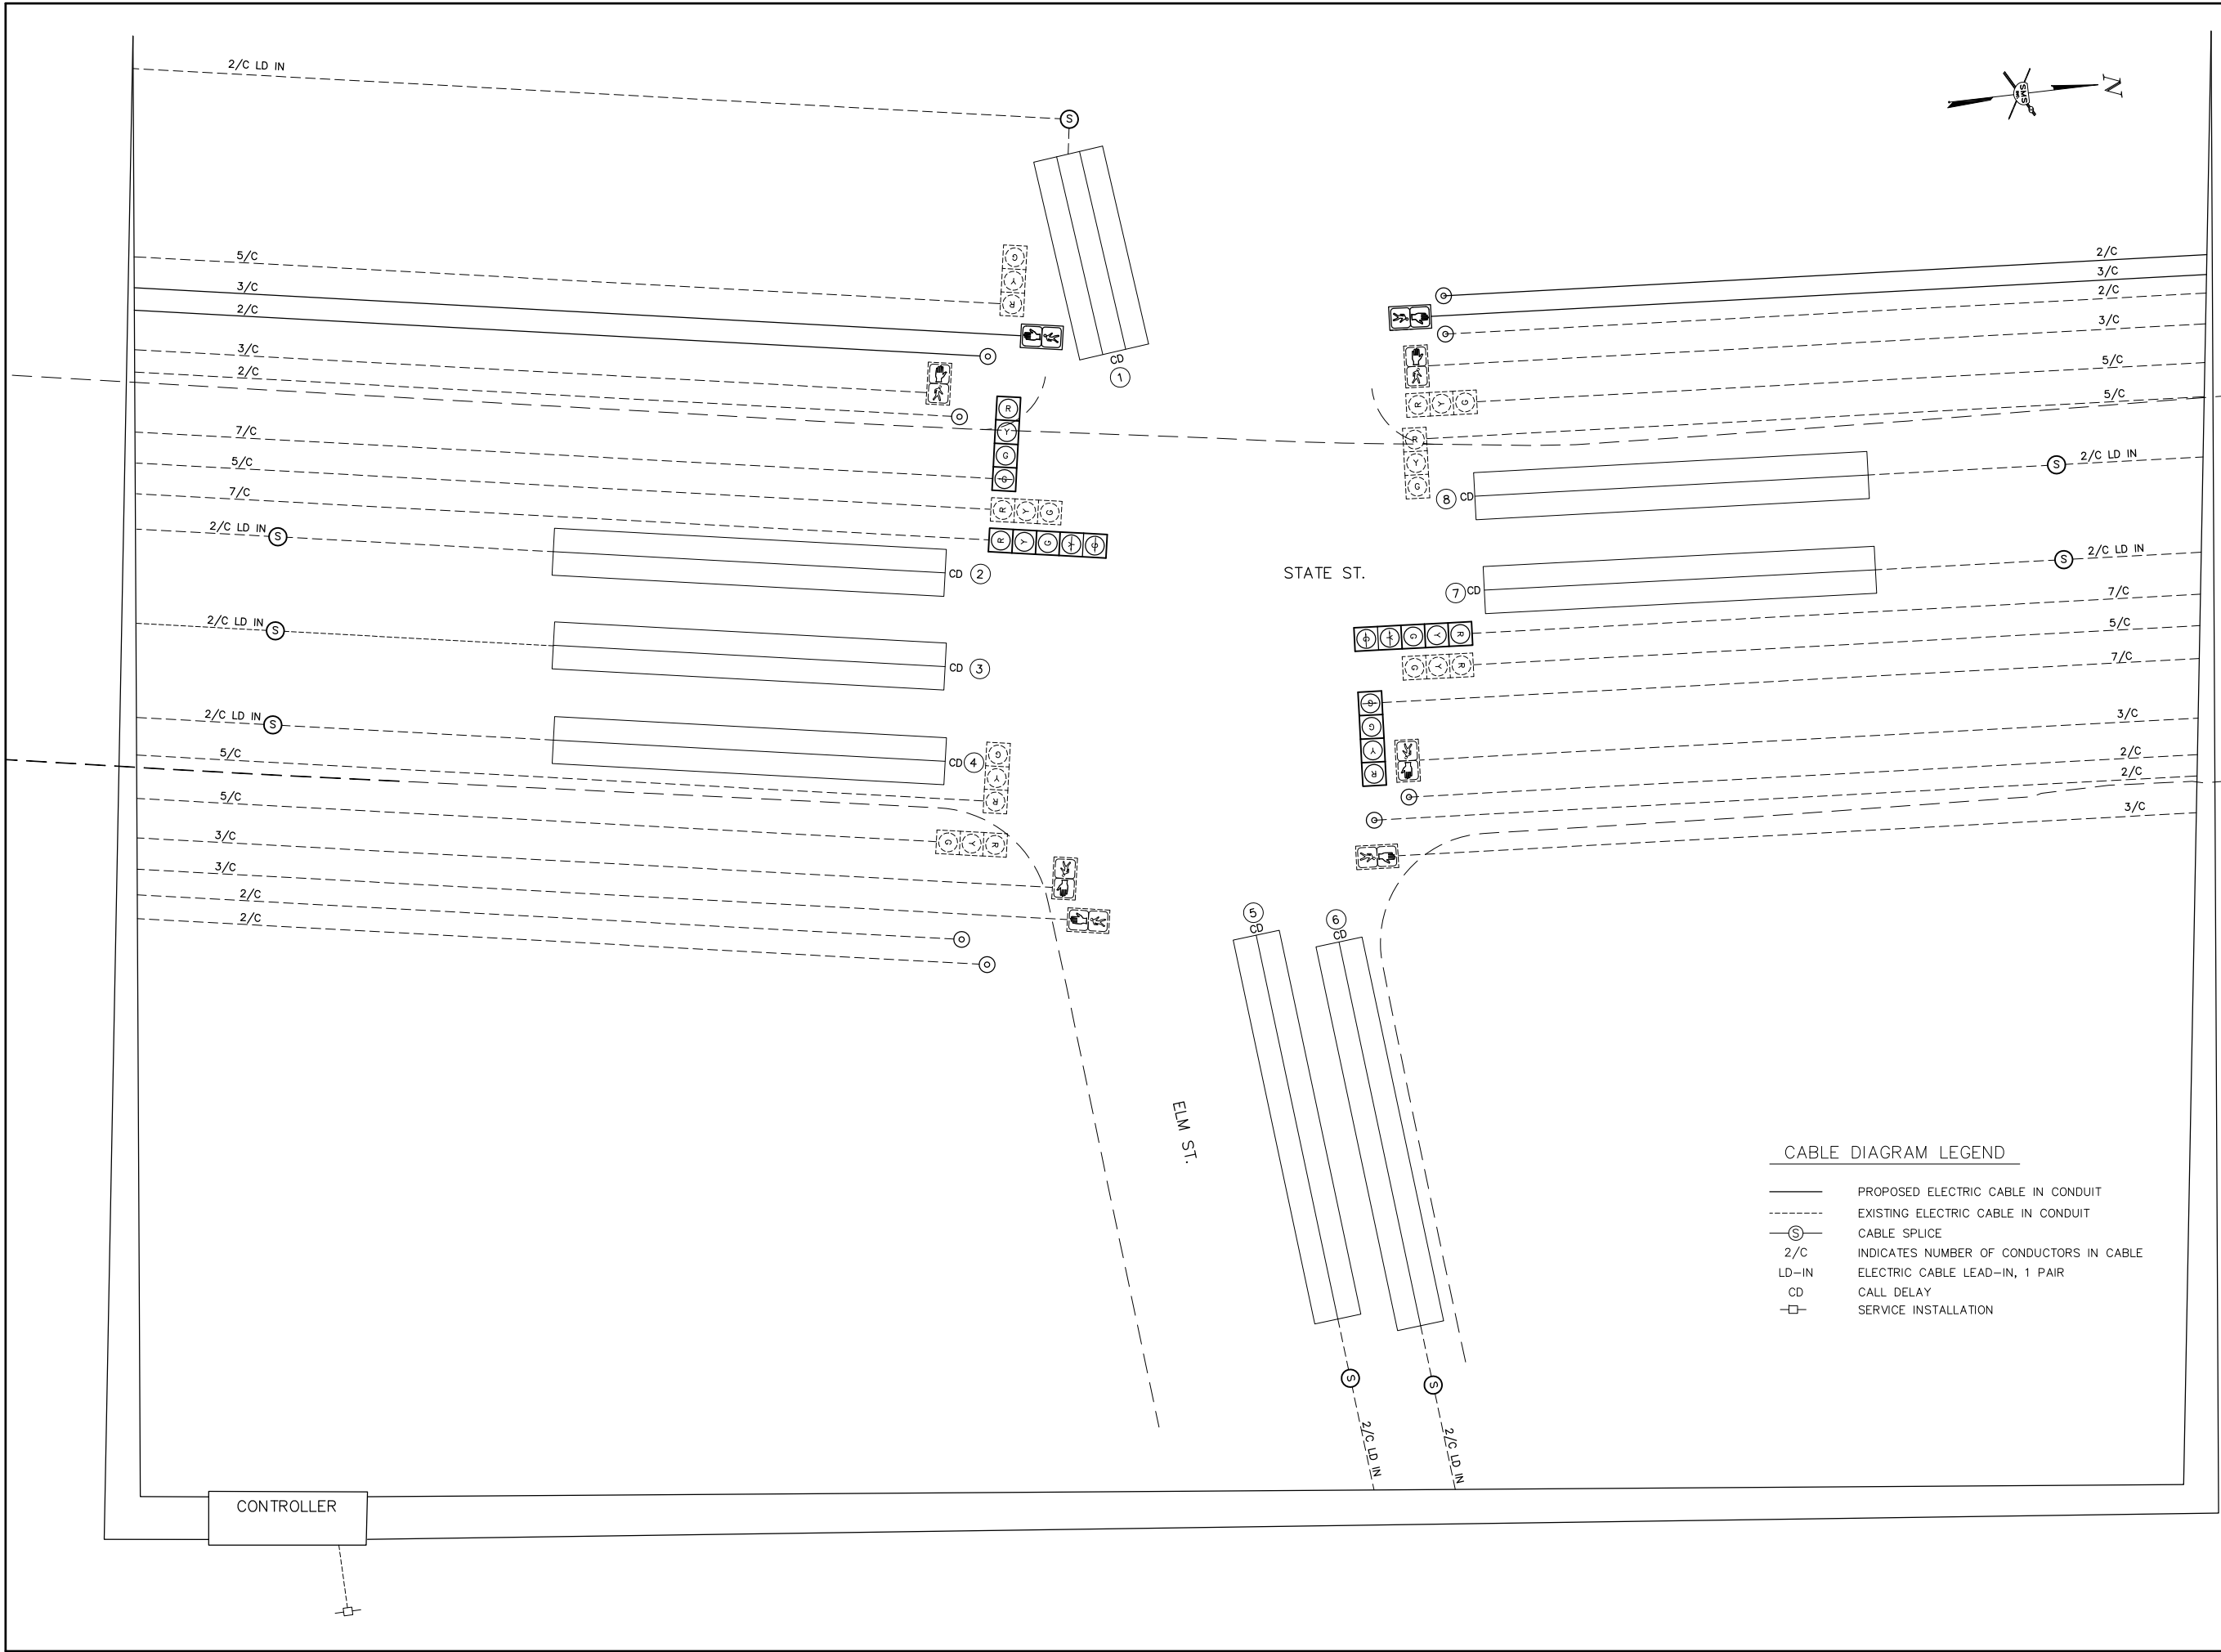 2/C LD IN
S
N
SMS
5/C
3/C
2/C
3/C
2/C
7/C
5/C
7/C
2/C LD IN
S
2/C LD IN
S
2/C LD IN
S
5/C
5/C
3/C
3/C
2/C
2/C
G
Y
R
CD
1
R
Y
G
G
R Y G
R Y G Y G
CD 2
CD 3
CD 4
G
Y
R
G Y R
STATE ST.
2/C
3/C
2/C
3/C
5/C
5/C
R Y G
R
Y
G
8 CD
S
2/C LD IN
7 CD
S
2/C LD IN
7/C
5/C
7/C
3/C
2/C
2/C
3/C
G Y G Y R
G Y R
G
G
Y
R
5
CD
6
CD
ELM ST.
S
2/C LD IN
S
2/C LD IN
CABLE DIAGRAM LEGEND
PROPOSED ELECTRIC CABLE IN CONDUIT
EXISTING ELECTRIC CABLE IN CONDUIT
S CABLE SPLICE
2/C INDICATES NUMBER OF CONDUCTORS IN CABLE
LD-IN ELECTRIC CABLE LEAD-IN, 1 PAIR
CD CALL DELAY
SERVICE INSTALLATION
CONTROLLER